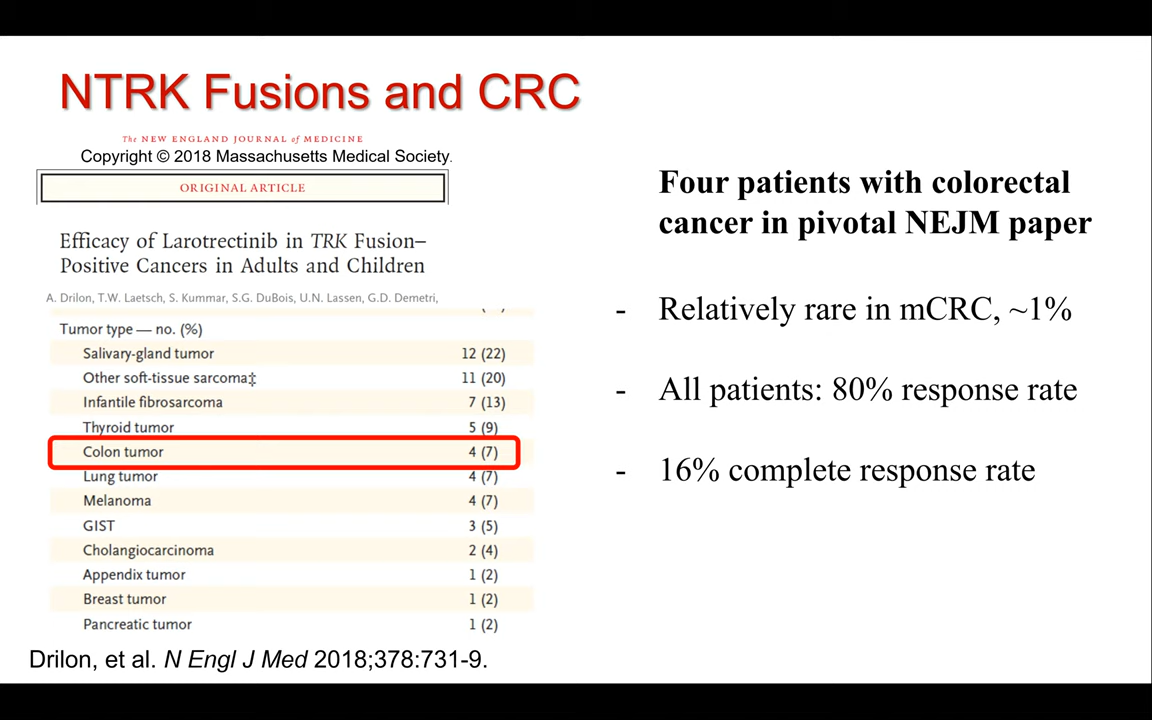 NTRK Fusions and CRC
The NEW ENGLAND JOURNAL of MEDICINE
Copyright © 2018 Massachusetts Medical Society.
ORIGINAL ARTICLE
Efficacy of Larotrectinib in TRK Fusion–
Positive Cancers in Adults and Children
A. Drilon, T.W. Laetsch, S. Kummar, S.G. DuBois, U.N. Lassen, G.D. Demetri,
Tumor type — no. (%)
Salivary-gland tumor 12 (22)
Other soft-tissue sarcoma‡ 11 (20)
Infantile fibrosarcoma 7 (13)
Thyroid tumor 5 (9)
Colon tumor 4 (7)
Lung tumor 4 (7)
Melanoma 4 (7)
GIST 3 (5)
Cholangiocarcinoma 2 (4)
Appendix tumor 1 (2)
Breast tumor 1 (2)
Pancreatic tumor 1 (2)
Drilon, et al. N Engl J Med 2018;378:731-9.
Four patients with colorectal
cancer in pivotal NEJM paper
- Relatively rare in mCRC, ~1%
- All patients: 80% response rate
- 16% complete response rate